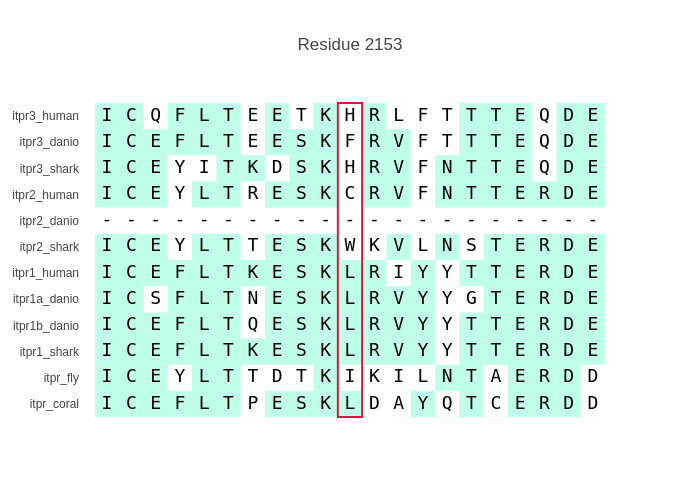 Residue 2153
itpr3_human I C Q F L T E E T K H R L F T T T E Q D E
itpr3_danio I C E F L T E E S K F R V F T T T E Q D E
itpr3_shark I C E Y I T K D S K H R V F N T T E Q D E
itpr2_human I C E Y L T R E S K C R V F N T T E R D E
itpr2_danio - - - - - - - - - - - - - - - - - - - - -
itpr2_shark I C E Y L T T E S K W K V L N S T E R D E
itpr1_human I C E F L T K E S K L R I Y Y T T E R D E
itpr1a_danio I C S F L T N E S K L R V Y Y G T E R D E
itpr1b_danio I C E F L T Q E S K L R V Y Y T T E R D E
itpr1_shark I C E F L T K E S K L R V Y Y T T E R D E
itpr_fly I C E Y L T T D T K I K I L N T A E R D D
itpr_coral I C E F L T P E S K L D A Y Q T C E R D D